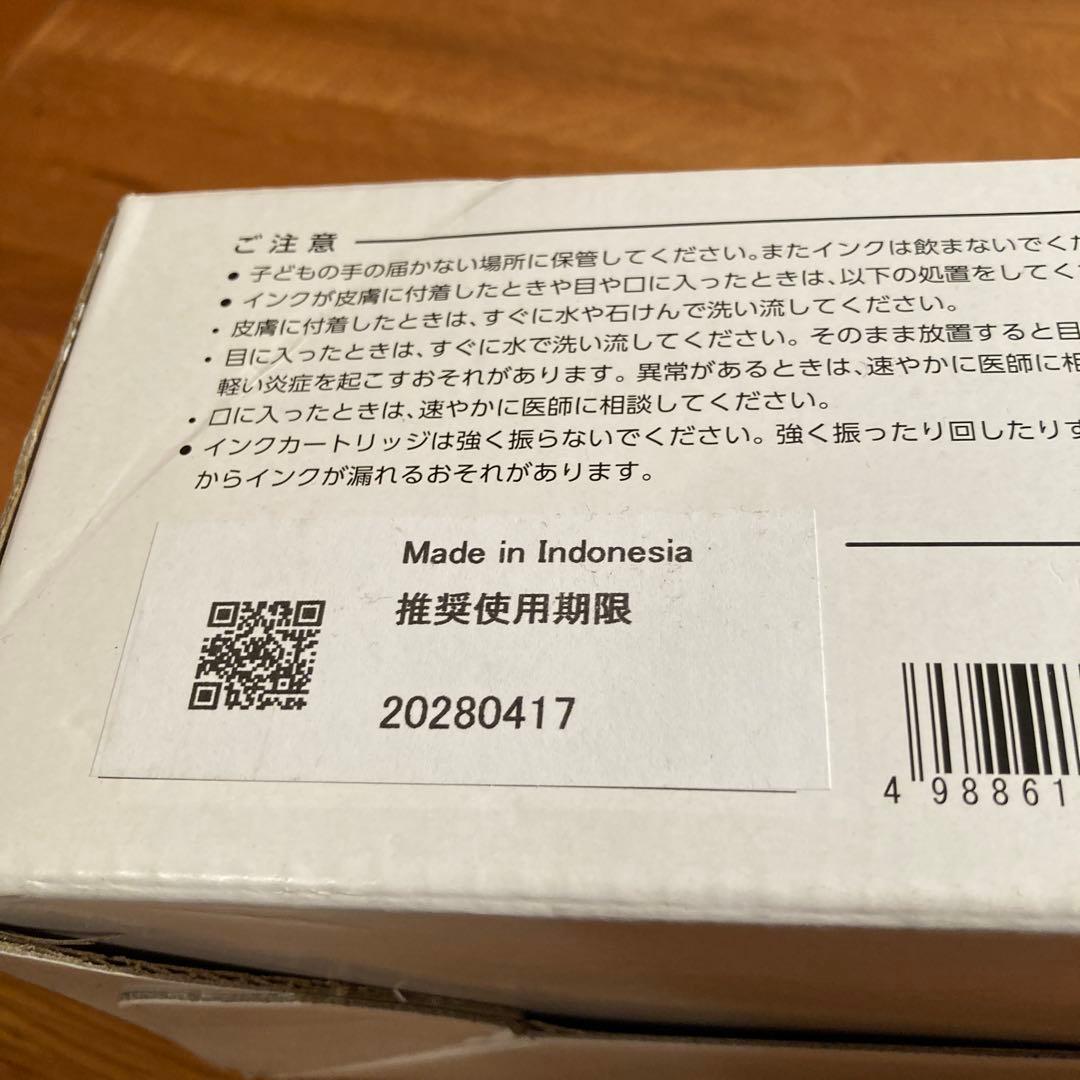 ご注意
● 子どもの手の届かない場所に保管してください。またインクは飲まないでくだ
● インクが皮膚に付着したときや目や口に入ったときは、以下の処置をしてく
・皮膚に付着したときは、すぐに水や石けんで洗い流してください。
・目に入ったときは、すぐに水で洗い流してください。そのまま放置すると目
軽い炎症を起こすおそれがあります。異常があるときは、速やかに医師に相
・口に入ったときは、速やかに医師に相談してください。
● インクカートリッジは強く振らないでください。強く振ったり回したりす
からインクが漏れるおそれがあります。
Made in Indonesia
推奨使用期限
20280417
4 98861